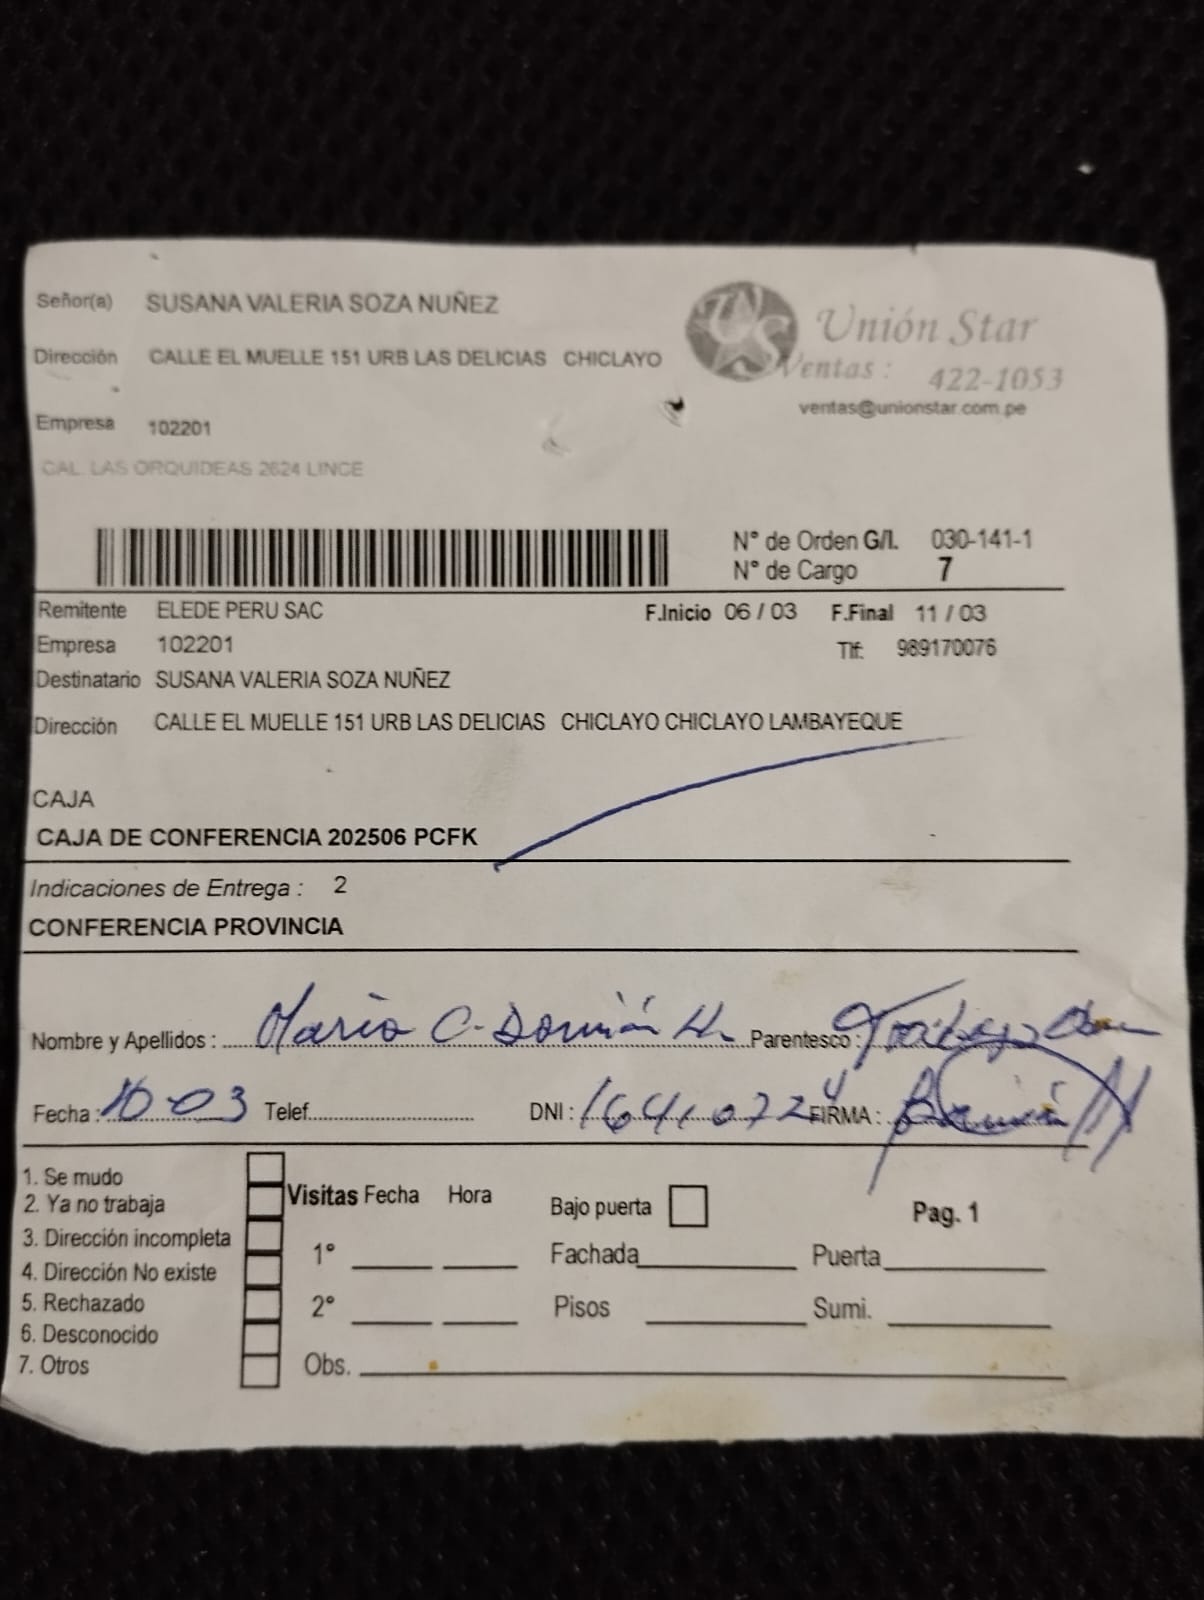 Señor(a) SUSANA VALERIA SOZA NUÑEZ
Unión Star
Dirección CALLE EL MUELLE 151 URB LAS DELICIAS CHICLAYO
Ventas : 422-1053
ventas@unionstar.com.pe
Empresa 102201
CAL. LAS ORQUIDEAS 2624 LINCE
N° de Orden G/I. 030-141-1
N° de Cargo 7
Remitente ELEDE PERU SAC F.Inicio 06 / 03 F.Final 11 / 03
Empresa 102201 Tlf: 989170076
Destinatario SUSANA VALERIA SOZA NUÑEZ
Dirección CALLE EL MUELLE 151 URB LAS DELICIAS CHICLAYO CHICLAYO LAMBAYEQUE
CAJA
CAJA DE CONFERENCIA 202506 PCFK
Indicaciones de Entrega : 2
CONFERENCIA PROVINCIA
Nombre y Apellidos : Maria C. Damián Parentesco :
Fecha : 10-03 Telef. DNI : 16410724 FIRMA :
1. Se mudo
2. Ya no trabaja
3. Dirección incompleta
4. Dirección No existe
5. Rechazado
6. Desconocido
7. Otros
Visitas Fecha Hora Bajo puerta Pag. 1
1° Fachada Puerta
2° Pisos Sumi.
Obs.